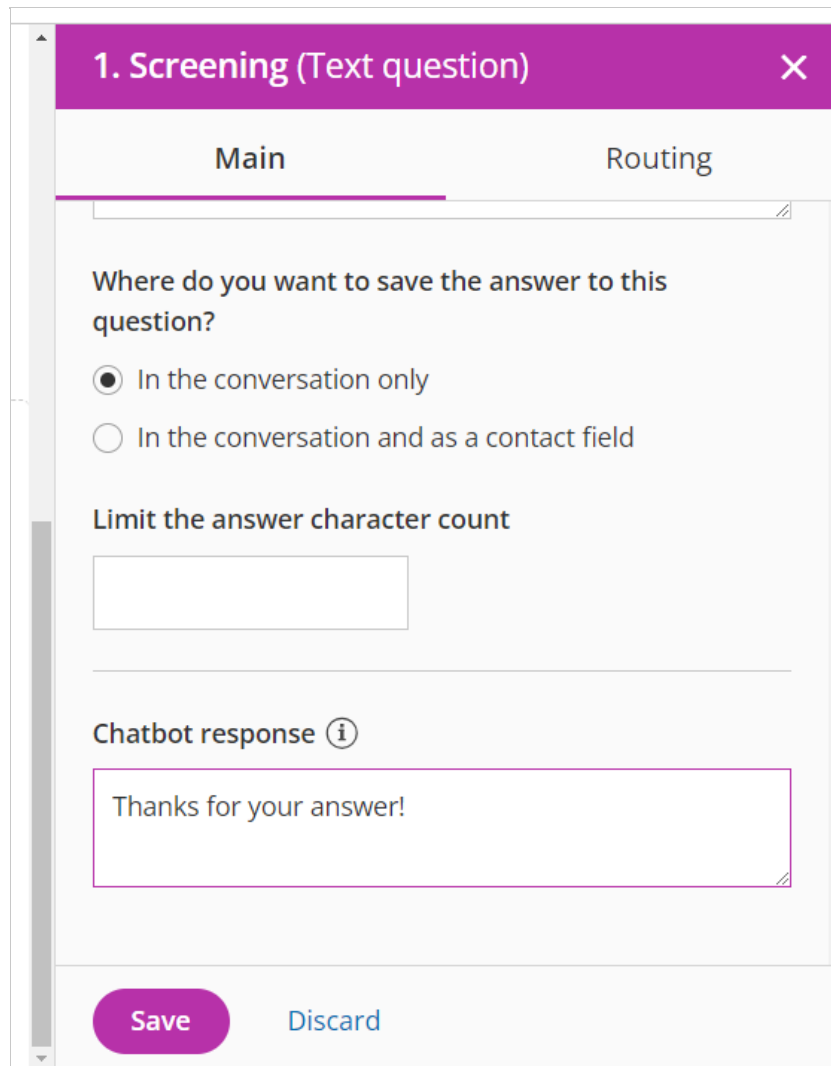 1. Screening (Text question)
Main
Routing
Where do you want to save the answer to this
question?
In the conversation only
In the conversation and as a contact field
Limit the answer character count
Chatbot response
Thanks for your answer!
Save
Discard